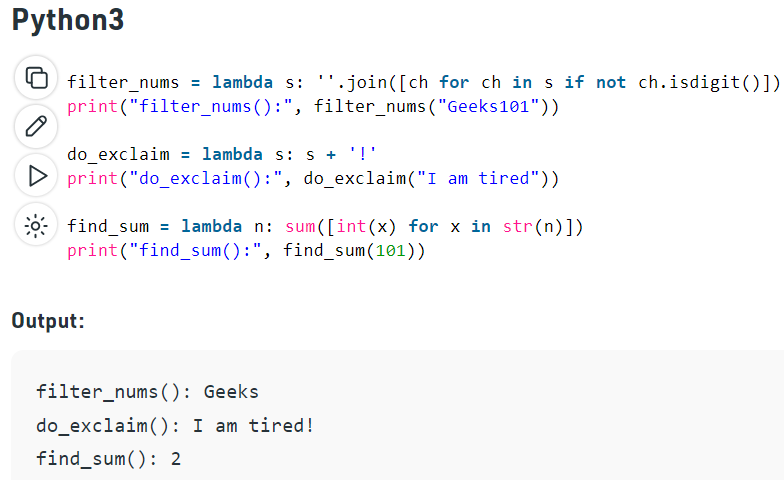 Python3
filter_nums = lambda s: ''.join([ch for ch in s if not ch.isdigit()])
print("filter_nums():", filter_nums("Geeks101"))
do_exclaim = lambda s: s + '!'
print("do_exclaim():", do_exclaim("I am tired"))
find_sum = lambda n: sum([int(x) for x in str(n)])
print("find_sum():", find_sum(101))
Output:
filter_nums(): Geeks
do_exclaim(): I am tired!
find_sum(): 2